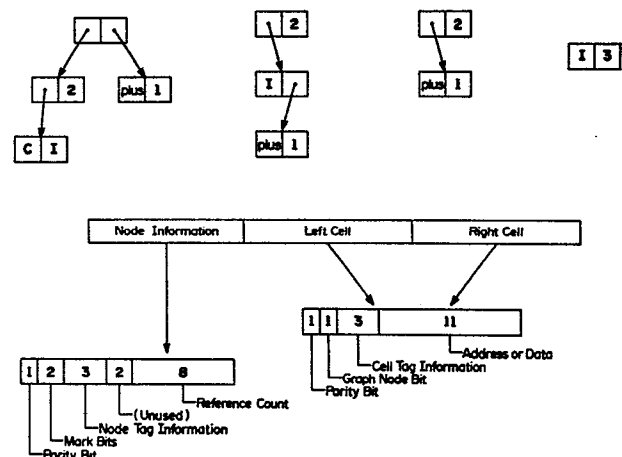 2 2
I 3
2 plus 1 I plus 1
C I plus 1
Node Information Left Cell Right Cell
1 1 3 11
Address or Data
Cell Tag Information
Graph Node Bit
Parity Bit
1 2 3 2 8
Reference Count
(Unused)
Node Tag Information
Mark Bits
Parity Bit